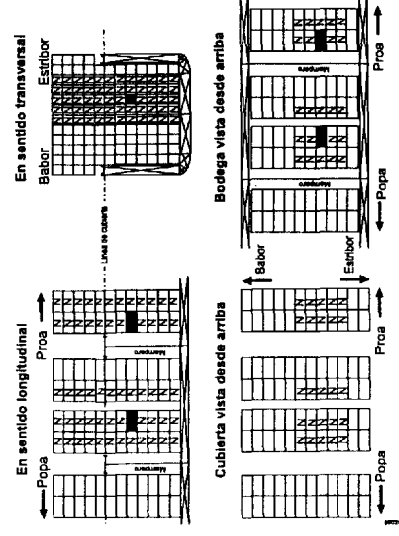 En sentido longitudinal
Popa
Proa
Mamparo
Mamparo
En sentido transversal
Babor
Estribor
Línea de cubierta
Cubierta vista desde arriba
Popa
Proa
Babor
Estribor
Bodega vista desde arriba
Mamparo
Mamparo
Popa
Proa